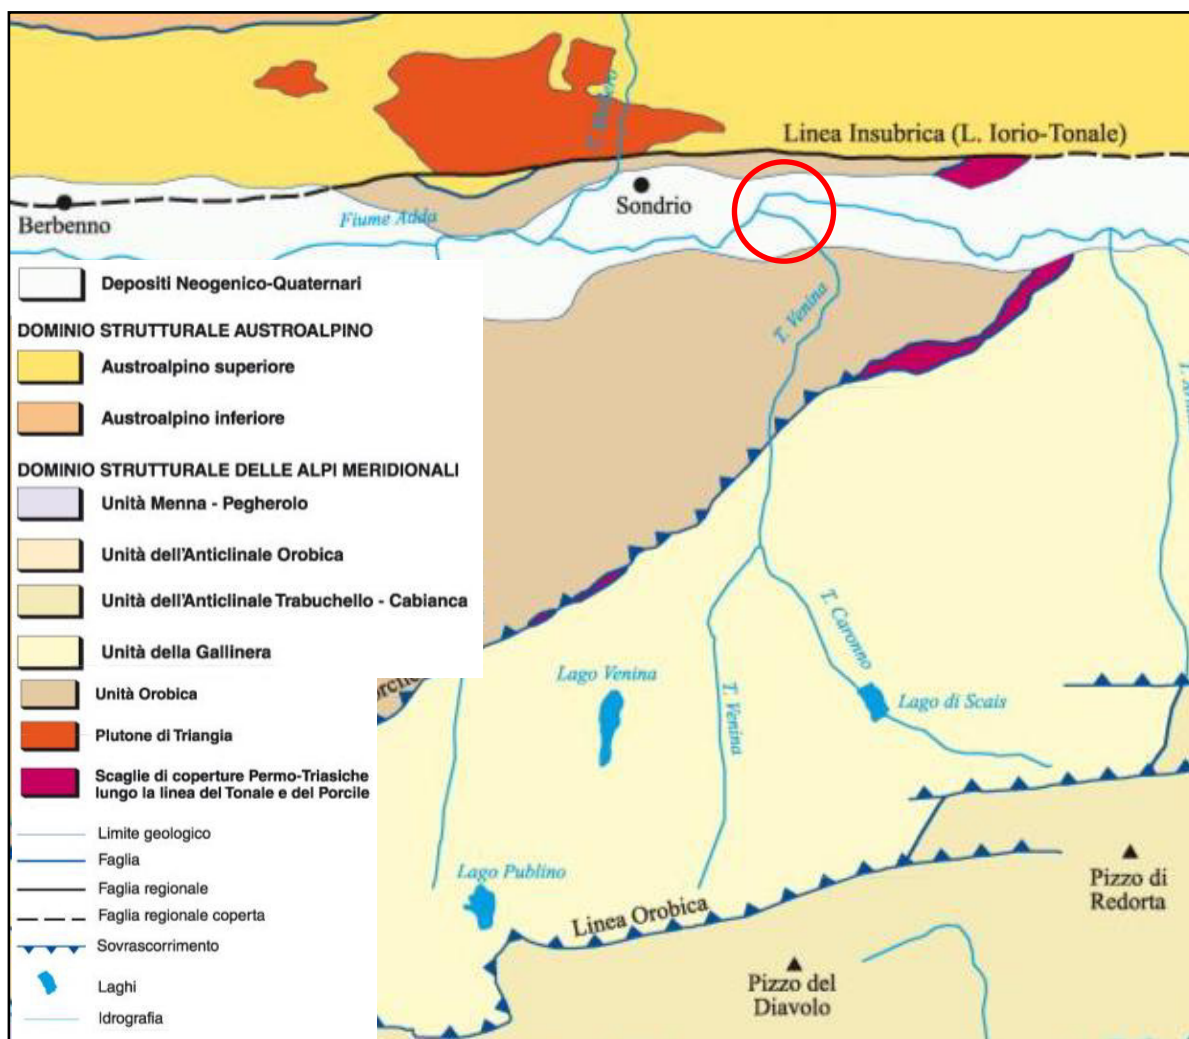 T. Mallero
Linea Insubrica (L. Iorio-Tonale)
Berbenno
Fiume Adda
Sondrio
T. Venina
Depositi Neogenico-Quaternari
DOMINIO STRUTTURALE AUSTROALPINO
Austroalpino superiore
Austroalpino inferiore
DOMINIO STRUTTURALE DELLE ALPI MERIDIONALI
Unità Menna - Pegherolo
Unità dell'Anticlinale Orobica
Unità dell'Anticlinale Trabuchello - Cabianca
Unità della Gallinera
Unità Orobica
Plutone di Triangia
Scaglie di coperture Permo-Triasiche
lungo la linea del Tonale e del Porcile
Limite geologico
Faglia
Faglia regionale
Faglia regionale coperta
Sovrascorrimento
Laghi
Idrografia
T. Caronno
Lago Venina
T. Venina
Lago di Scais
Lago Publino
Linea Orobica
Pizzo di
Redorta
Pizzo del
Diavolo